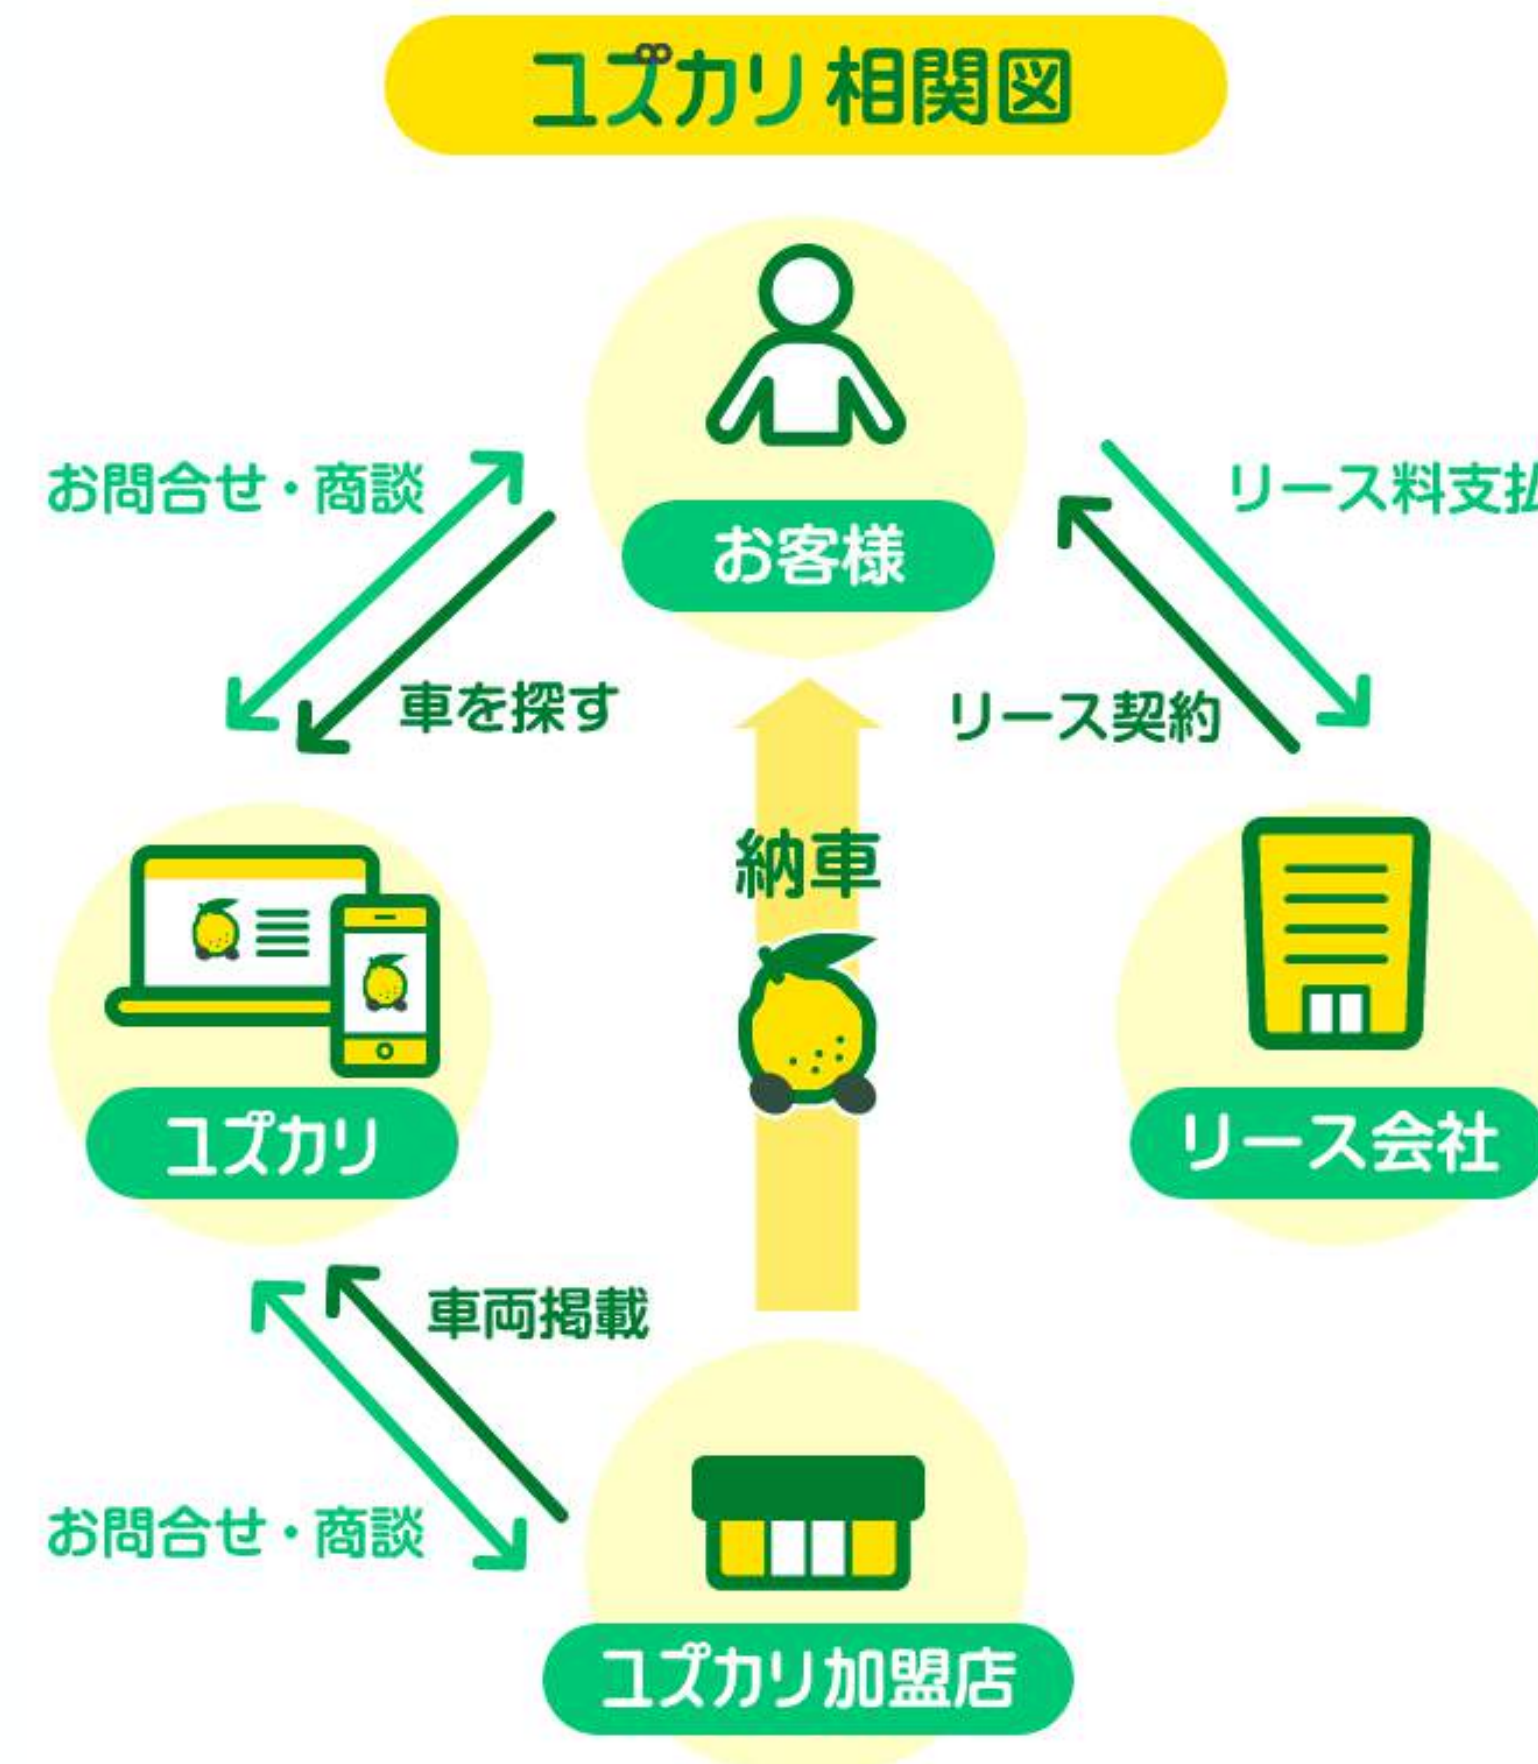 ユズカリ相関図
お客様
お問合せ・商談
リース料支払
車を探す
リース契約
納車
ユズカリ
リース会社
車両掲載
お問合せ・商談
ユズカリ加盟店